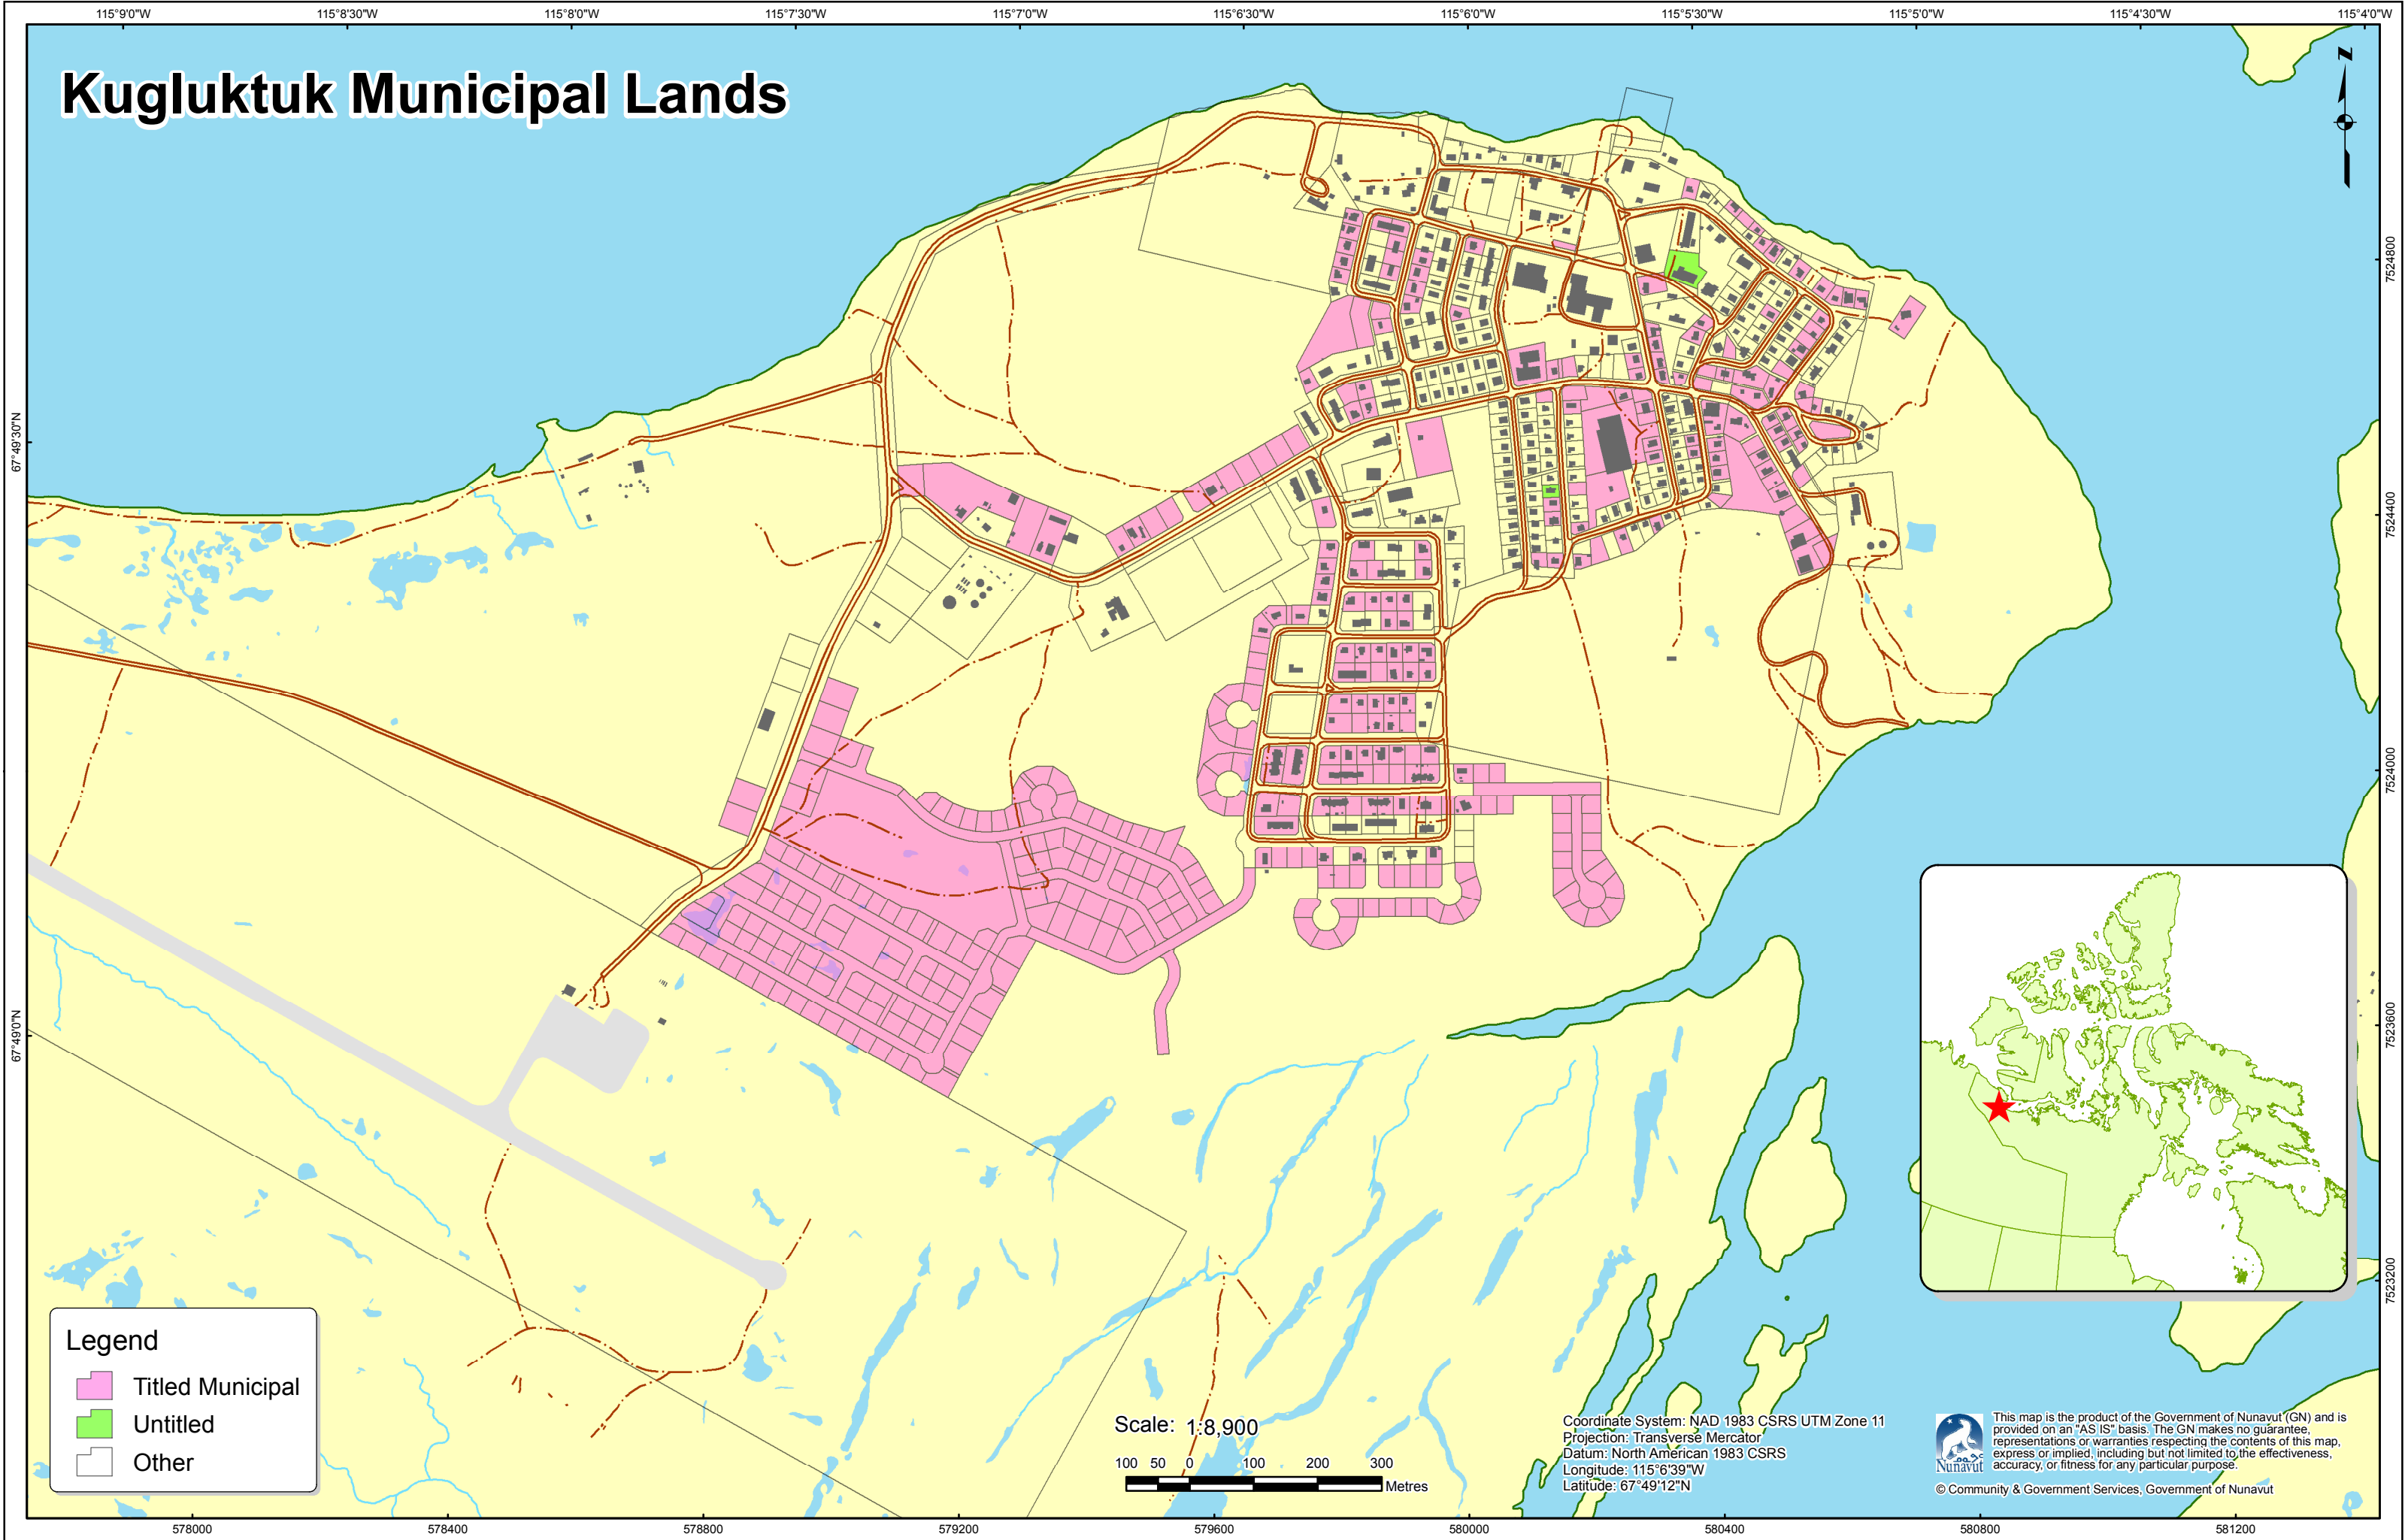 115°9'0"W 115°8'30"W 115°8'0"W 115°7'30"W 115°7'0"W 115°6'30"W 115°6'0"W 115°5'30"W 115°5'0"W 115°4'30"W 115°4'0"W
Kugluktuk Municipal Lands
N
7524800
67°49'30"N
7524400
7524000
67°49'0"N
7523600
7523200
Legend
Titled Municipal
Untitled
Other
Scale: 1:8,900
100 50 0 100 200 300
Metres
Coordinate System: NAD 1983 CSRS UTM Zone 11
Projection: Transverse Mercator
Datum: North American 1983 CSRS
Longitude: 115°6'39"W
Latitude: 67°49'12"N
Nunavut
This map is the product of the Government of Nunavut (GN) and is
provided on an "AS IS" basis. The GN makes no guarantee,
representations or warranties respecting the contents of this map,
express or implied, including but not limited to the effectiveness,
accuracy, or fitness for any particular purpose.
© Community & Government Services, Government of Nunavut
578000 578400 578800 579200 579600 580000 580400 580800 581200